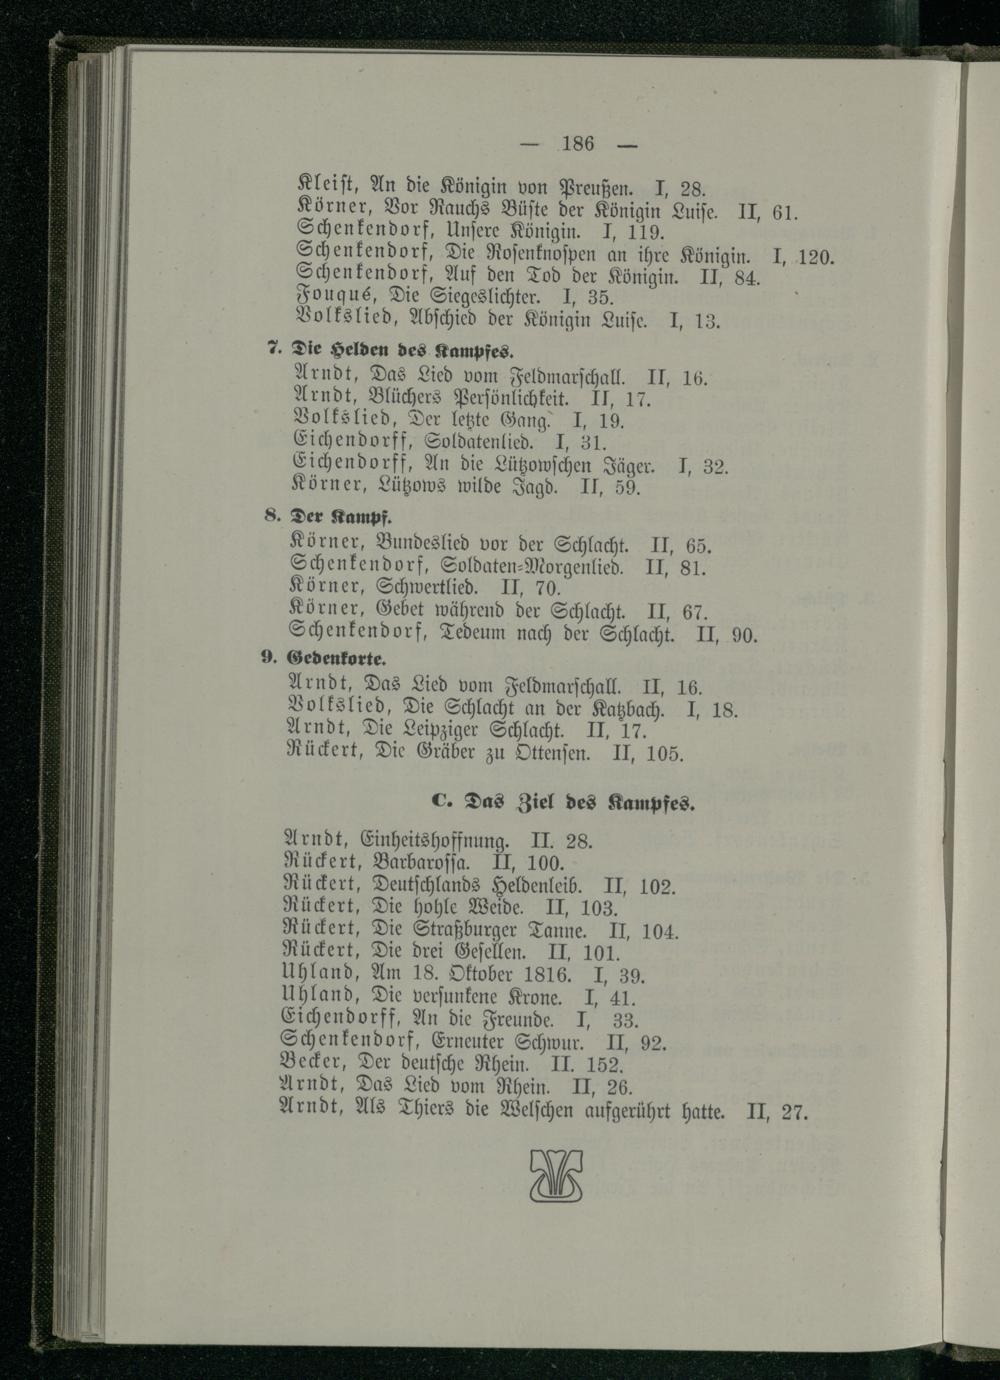 — 186 —
Kleist, An die Königin von Preußen. I, 28.
Körner, Vor Rauchs Büste der Königin Luise. II, 61.
Schenkendorf, Unsere Königin. I, 119.
Schenkendorf, Die Rosenknospen an ihre Königin. I, 120.
Schenkendorf, Auf den Tod der Königin. II, 84.
Fouqué, Die Siegeslichter. I, 35.
Volkslied, Abschied der Königin Luise. I, 13.
7. Die Helden des Kampfes.
Arndt, Das Lied vom Feldmarschall. II, 16.
Arndt, Blüchers Persönlichkeit. II, 17.
Volkslied, Der letzte Gang. I, 19.
Eichendorff, Soldatenlied. I, 31.
Eichendorff, An die Lützowschen Jäger. I, 32.
Körner, Lützows wilde Jagd. II, 59.
8. Der Kampf.
Körner, Bundeslied vor der Schlacht. II, 65.
Schenkendorf, Soldaten-Morgenlied. II, 81.
Körner, Schwertlied. II, 70.
Körner, Gebet während der Schlacht. II, 67.
Schenkendorf, Tedeum nach der Schlacht. II, 90.
9. Gedenkorte.
Arndt, Das Lied vom Feldmarschall. II, 16.
Volkslied, Die Schlacht an der Katzbach. I, 18.
Arndt, Die Leipziger Schlacht. II, 17.
Rückert, Die Gräber zu Ottensen. II, 105.
C. Das Ziel des Kampfes.
Arndt, Einheitshoffnung. II. 28.
Rückert, Barbarossa. II, 100.
Rückert, Deutschlands Heldenleib. II, 102.
Rückert, Die hohle Weide. II, 103.
Rückert, Die Straßburger Tanne. II, 104.
Rückert, Die drei Gesellen. II, 101.
Uhland, Am 18. Oktober 1816. I, 39.
Uhland, Die versunkene Krone. I, 41.
Eichendorff, An die Freunde. I, 33.
Schenkendorf, Erneuter Schwur. II, 92.
Becker, Der deutsche Rhein. II. 152.
Arndt, Das Lied vom Rhein. II, 26.
Arndt, Als Thiers die Welschen aufgerührt hatte. II, 27.